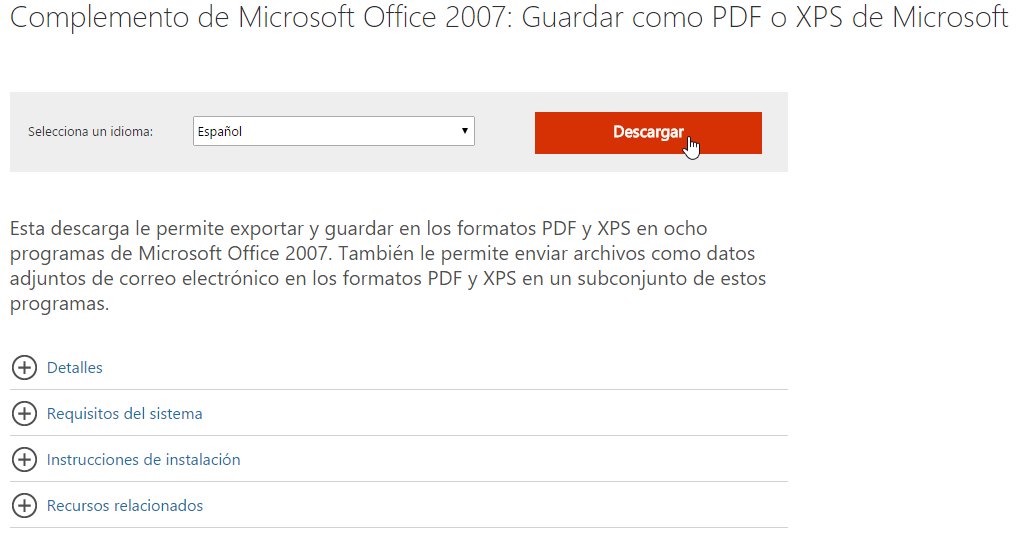 Complemento de Microsoft Office 2007: Guardar como PDF o XPS de Microsoft
Selecciona un idioma:
Español
Descargar
Esta descarga le permite exportar y guardar en los formatos PDF y XPS en ocho
programas de Microsoft Office 2007. También le permite enviar archivos como datos
adjuntos de correo electrónico en los formatos PDF y XPS en un subconjunto de estos
programas.
Detalles
Requisitos del sistema
Instrucciones de instalación
Recursos relacionados